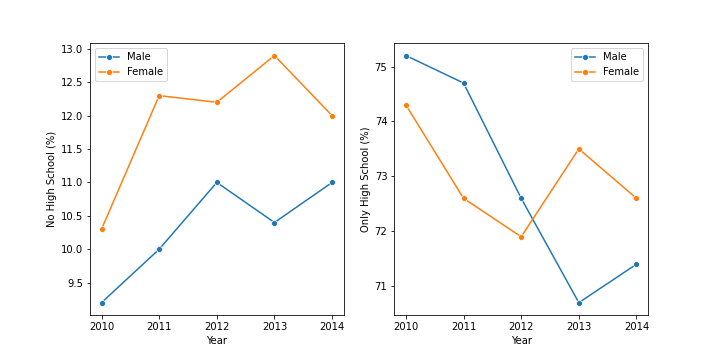 No High School (%)
13.0
12.5
12.0
11.5
11.0
10.5
10.0
9.5
Male
Female
2010 2011 2012 2013 2014
Year
Only High School (%)
75
74
73
72
71
Male
Female
2010 2011 2012 2013 2014
Year